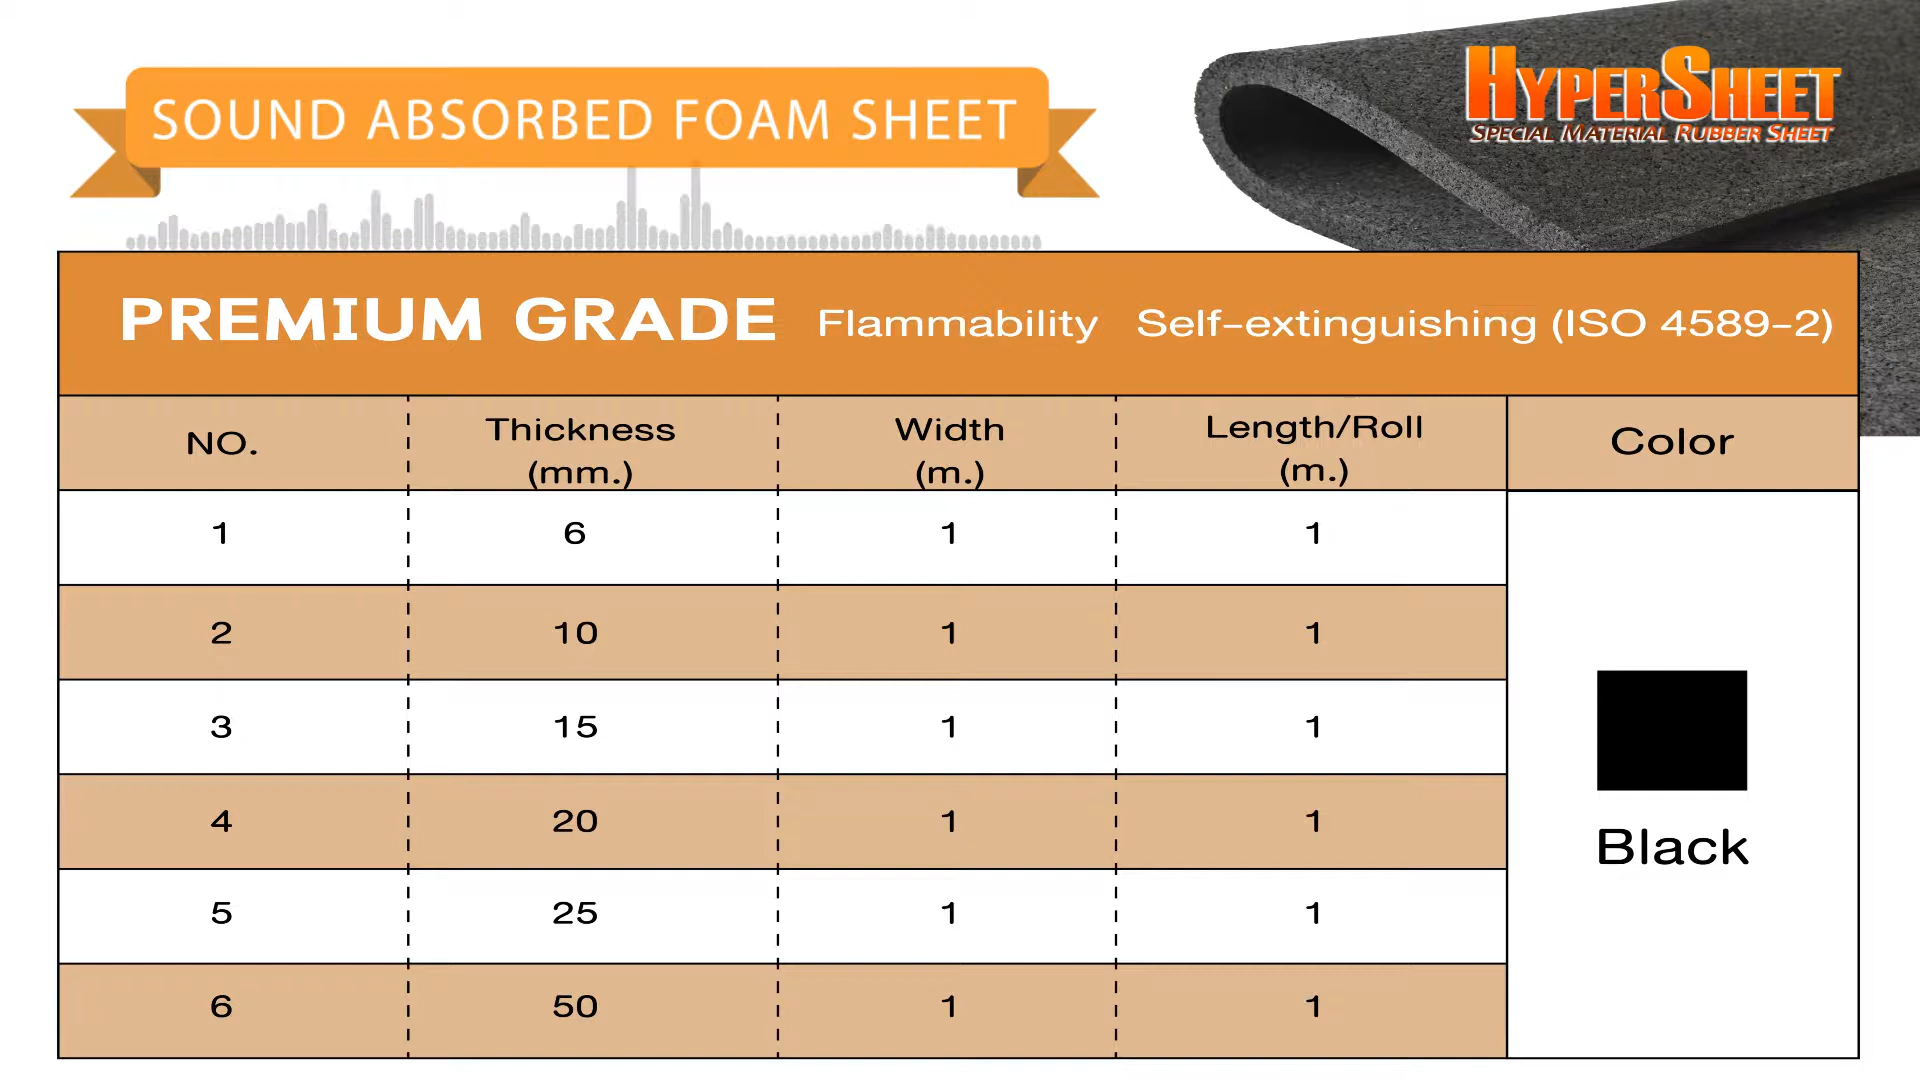 SOUND ABSORBED FOAM SHEET
HYPERSHEET
SPECIAL MATERIAL RUBBER SHEET
PREMIUM GRADE Flammability Self-extinguishing (ISO 4589-2)
NO. Thickness (mm.) Width (m.) Length/Roll (m.) Color
1 6 1 1
2 10 1 1
3 15 1 1
4 20 1 1
5 25 1 1
6 50 1 1
Black